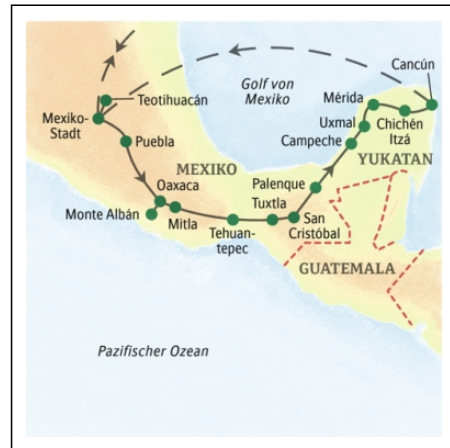 Golf von
Mexiko
Cancún
Teotihuacán
Mérida
Mexiko-
Stadt
Uxmal
Chichén
Itzá
Puebla
Campeche
YUKATAN
MEXIKO
Oaxaca
Palenque
Monte Albán
Tuxtla
Mitla
San
Cristóbal
Tehuan-
tepec
GUATEMALA
Pazifischer Ozean